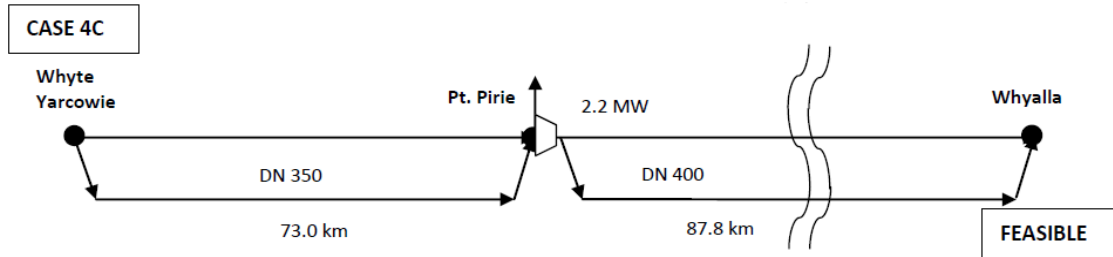 CASE 4C
Whyte
Yarcowie
Pt. Pirie
2.2 MW
Whyalla
DN 350
DN 400
73.0 km
87.8 km
FEASIBLE